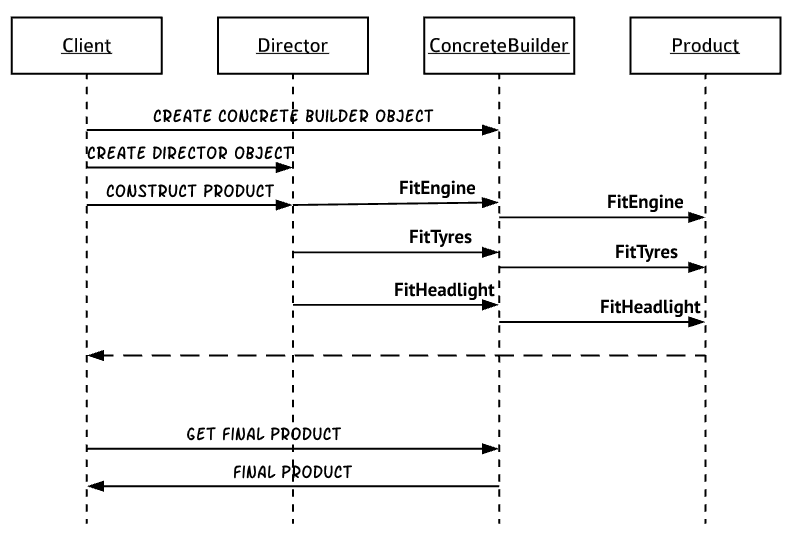 Client
Director
ConcreteBuilder
Product
CREATE CONCRETE BUILDER OBJECT
CREATE DIRECTOR OBJECT
CONSTRUCT PRODUCT
FitEngine
FitEngine
FitTyres
FitTyres
FitHeadlight
FitHeadlight
GET FINAL PRODUCT
FINAL PRODUCT